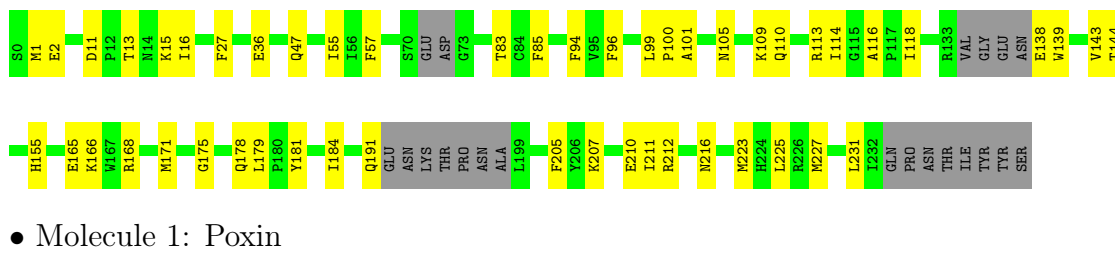 S0 M1 E2 D11 P12 T13 N14 K15 I16 F27 E36 Q47 I55 I56 F57 S70 GLU ASP G73 T83 C84 F85 F94 V95 F96 L99 P100 A101 N105 K109 Q110 R113 I114 G115 A116 P117 I118 R133 VAL GLY GLU ASN E138 W139 V143 T144
H155 E165 K166 W167 R168 M171 G175 Q178 L179 P180 Y181 I184 Q191 GLU ASN LYS THR PRO ASN ALA L199 F205 Y206 K207 E210 I211 R212 N216 M223 H224 L225 R226 M227 L231 I232 GLN PRO ASN THR ILE TYR TYR SER
• Molecule 1: Poxin